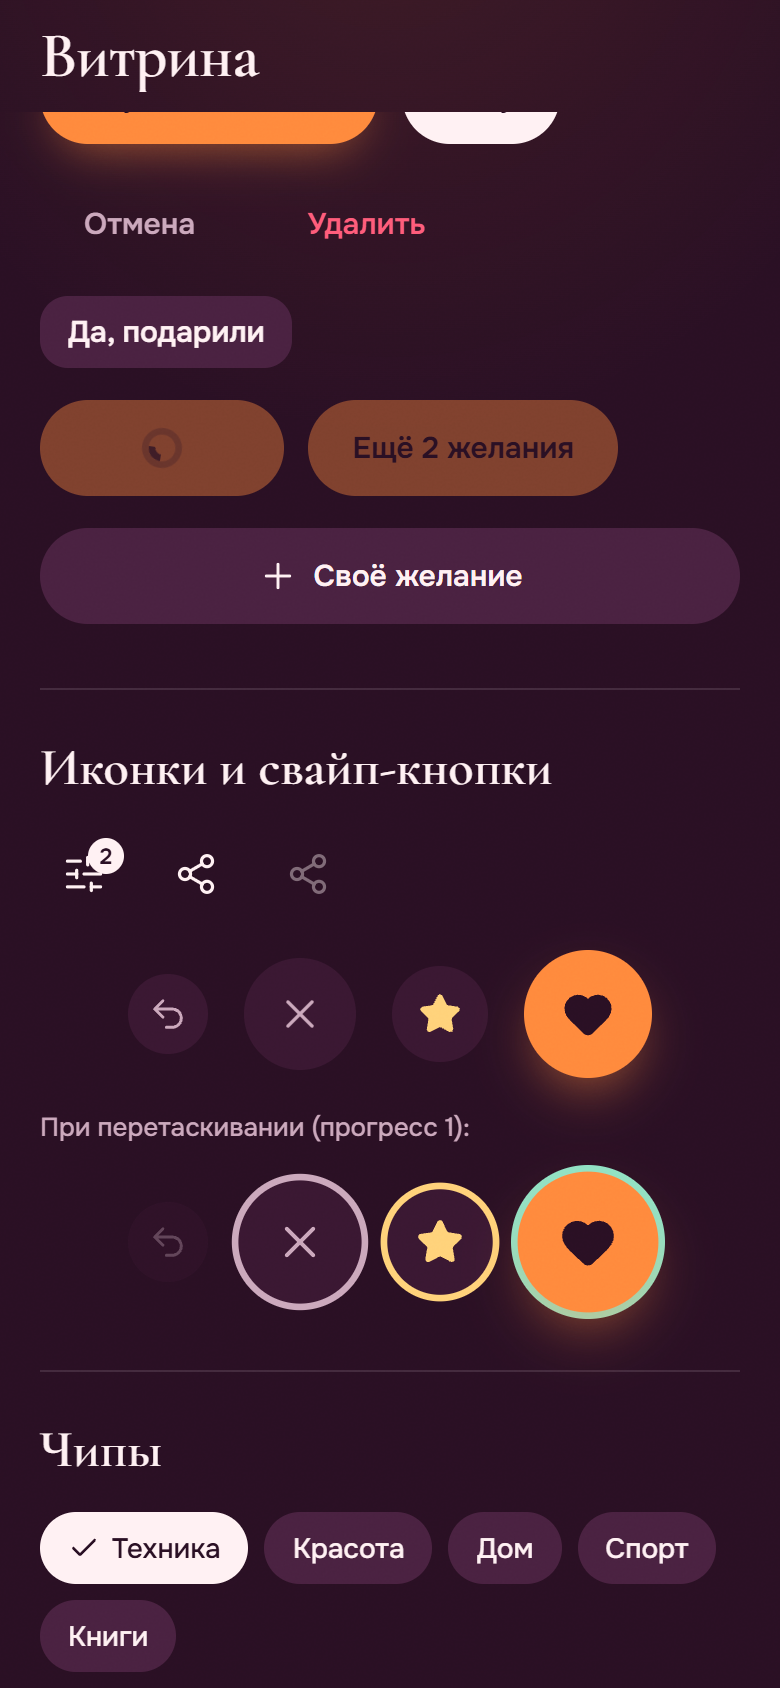 Витрина
Отмена
Удалить
Да, подарили
Ещё 2 желания
Своё желание
Иконки и свайп-кнопки
2
При перетаскивании (прогресс 1):
Чипы
Техника Красота Дом Спорт
Книги